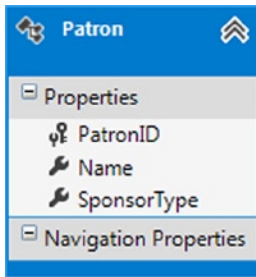 Patron
Properties
PatronID
Name
SponsorType
Navigation Properties